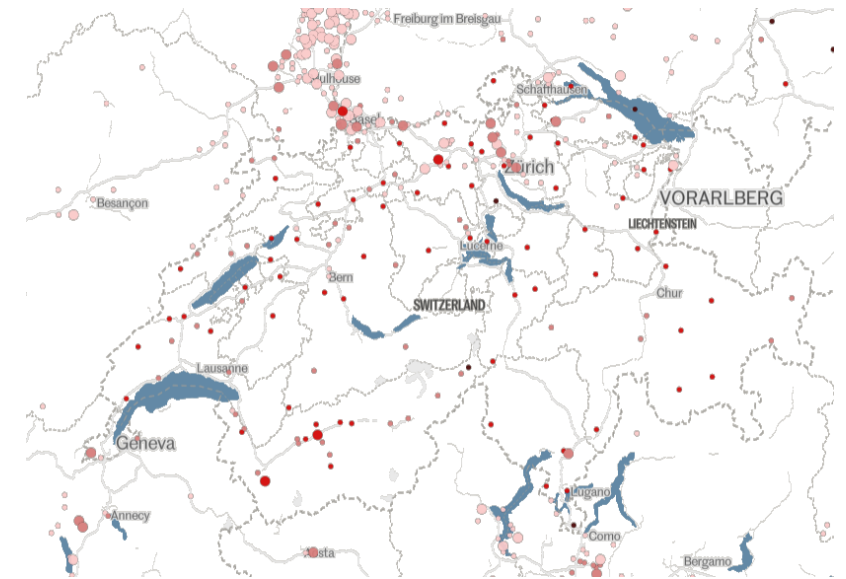 Freiburg im Breisgau
Mulhouse
Schaffhausen
Basel
Zürich
Besançon
VORARLBERG
LIECHTENSTEIN
Lucerne
Bern
Chur
SWITZERLAND
Lausanne
Geneva
Lugano
Annecy
Como
Aosta
Bergamo